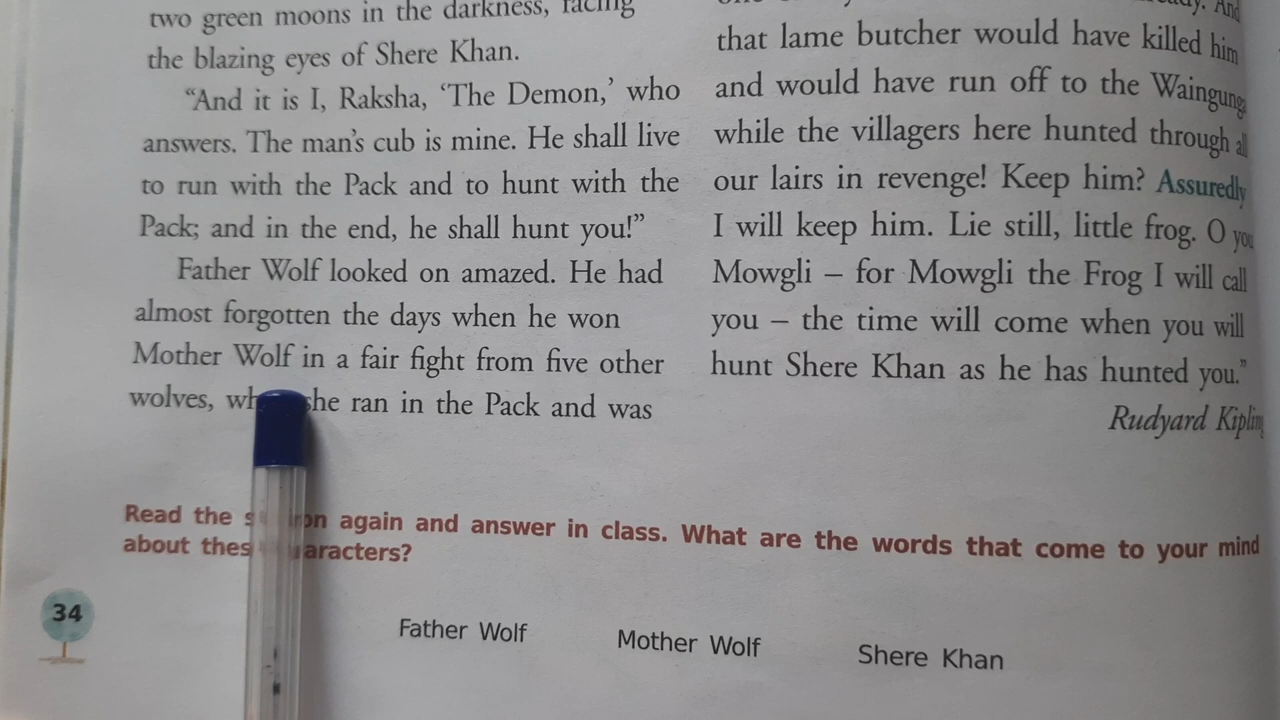 two green moons in the darkness, facing
the blazing eyes of Shere Khan.
“And it is I, Raksha, ‘The Demon,’ who
answers. The man’s cub is mine. He shall live
to run with the Pack and to hunt with the
Pack; and in the end, he shall hunt you!”
Father Wolf looked on amazed. He had
almost forgotten the days when he won
Mother Wolf in a fair fight from five other
wolves, she ran in the Pack and was
And
that lame butcher would have killed him
and would have run off to the Waingunga
while the villagers here hunted through all
our lairs in revenge! Keep him? Assuredly
I will keep him. Lie still, little frog. O you
Mowgli – for Mowgli the Frog I will call
you – the time will come when you will
hunt Shere Khan as he has hunted you.”
Rudyard Kipling
Read the again and answer in class. What are the words that come to your mind
about characters?
34
Father Wolf Mother Wolf Shere Khan